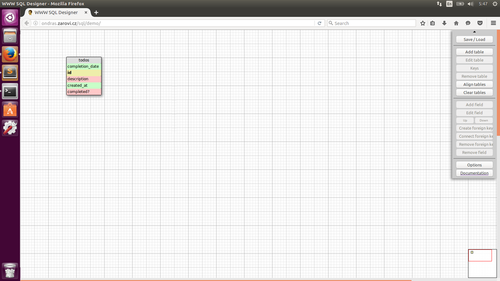 WWW SQL Designer - Mozilla Firefox
5:47
WWW SQL Designer
ondras.zarovi.cz/sql/demo/
Search
todos
completion_date
id
description
created_at
completed?
Save / Load
Add table
Edit table
Keys
Remove table
Align tables
Clear tables
Add field
Edit field
Up
Down
Create foreign key
Connect foreign key
Remove foreign key
Remove field
Options
Documentation